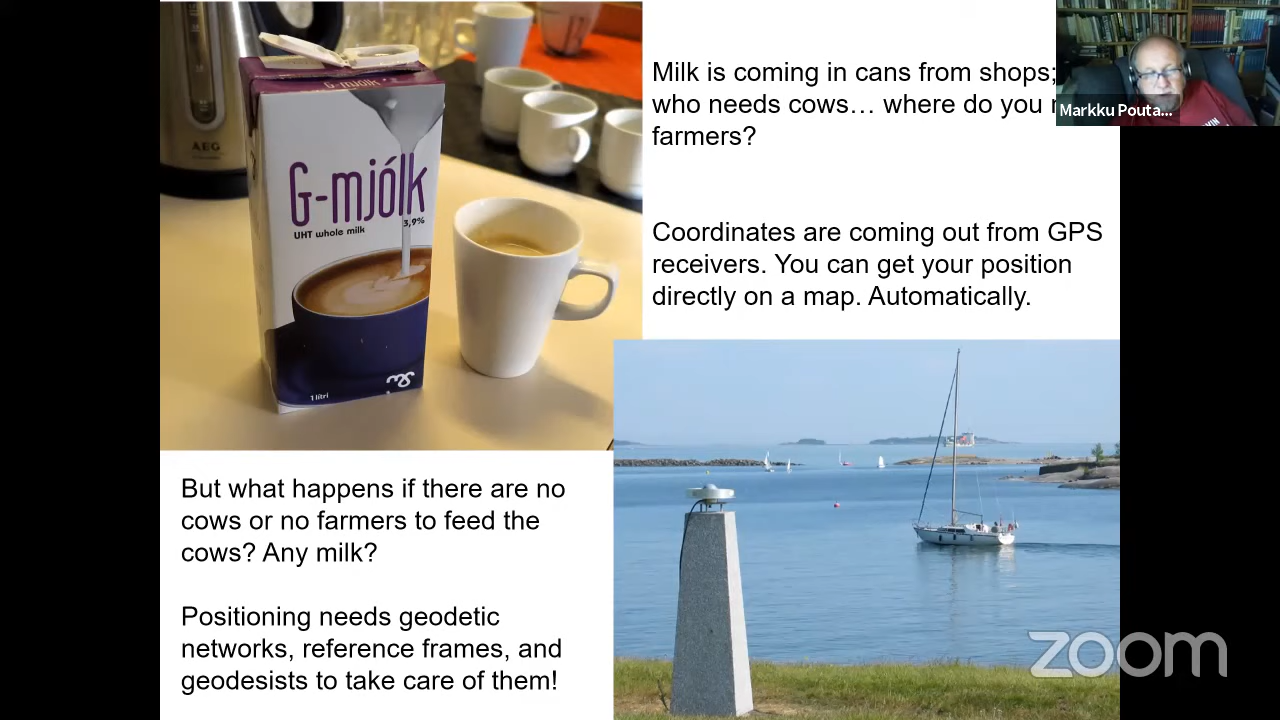 Milk is coming in cans from shops;
who needs cows… where do you
farmers?
Markku Pouta...
Coordinates are coming out from GPS
receivers. You can get your position
directly on a map. Automatically.
AEG
G-mjólk
G-mjólk
3,9%
UHT whole milk
ms
1 lítri
But what happens if there are no
cows or no farmers to feed the
cows? Any milk?
Positioning needs geodetic
networks, reference frames, and
geodesists to take care of them!
zoom